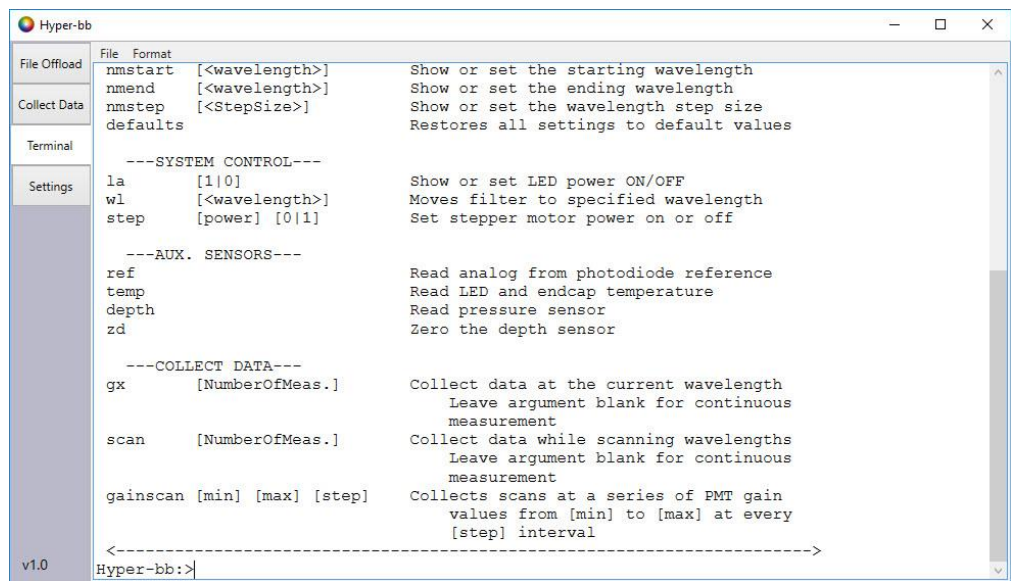 Hyper-bb
File Offload
Collect Data
Terminal
Settings
v1.0
File Format
nmstart [<wavelength>] Show or set the starting wavelength
nmend [<wavelength>] Show or set the ending wavelength
nmstep [<StepSize>] Show or set the wavelength step size
defaults Restores all settings to default values
---SYSTEM CONTROL---
la [1|0] Show or set LED power ON/OFF
wl [<wavelength>] Moves filter to specified wavelength
step [power] [0|1] Set stepper motor power on or off
---AUX. SENSORS---
ref Read analog from photodiode reference
temp Read LED and endcap temperature
depth Read pressure sensor
zd Zero the depth sensor
---COLLECT DATA---
gx [NumberOfMeas.] Collect data at the current wavelength
Leave argument blank for continuous
measurement
scan [NumberOfMeas.] Collect data while scanning wavelengths
Leave argument blank for continuous
measurement
gainscan [min] [max] [step] Collects scans at a series of PMT gain
values from [min] to [max] at every
[step] interval
<----------------------------------------------------------------------->
Hyper-bb:>